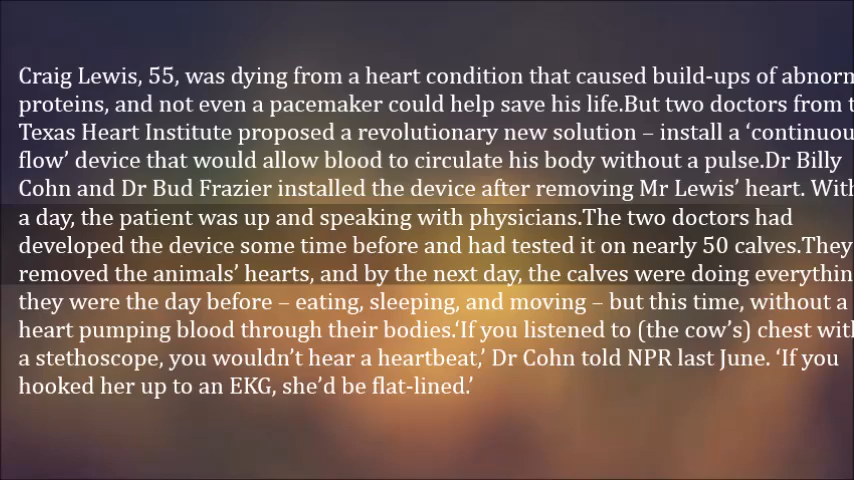 Craig Lewis, 55, was dying from a heart condition that caused build-ups of abnorm
proteins, and not even a pacemaker could help save his life.But two doctors from t
Texas Heart Institute proposed a revolutionary new solution – install a ‘continuou
flow’ device that would allow blood to circulate his body without a pulse.Dr Billy
Cohn and Dr Bud Frazier installed the device after removing Mr Lewis’ heart. With
a day, the patient was up and speaking with physicians.The two doctors had
developed the device some time before and had tested it on nearly 50 calves.They
removed the animals’ hearts, and by the next day, the calves were doing everythin
they were the day before – eating, sleeping, and moving – but this time, without a
heart pumping blood through their bodies.‘If you listened to (the cow’s) chest with
a stethoscope, you wouldn’t hear a heartbeat,’ Dr Cohn told NPR last June. ‘If you
hooked her up to an EKG, she’d be flat-lined.’